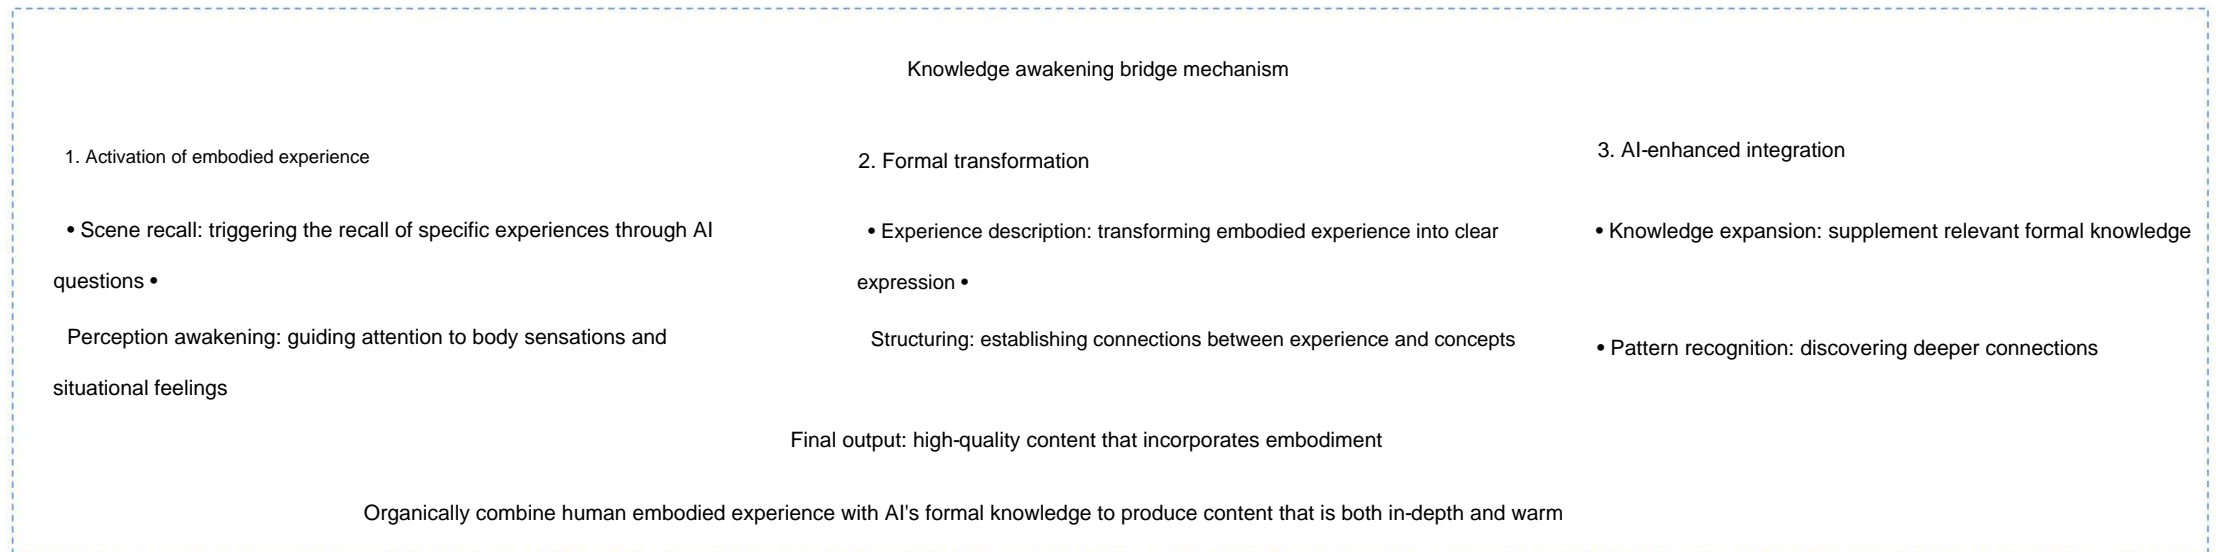 Knowledge awakening bridge mechanism
1. Activation of embodied experience
• Scene recall: triggering the recall of specific experiences through AI
questions •
Perception awakening: guiding attention to body sensations and
situational feelings
2. Formal transformation
• Experience description: transforming embodied experience into clear
expression •
Structuring: establishing connections between experience and concepts
3. AI-enhanced integration
• Knowledge expansion: supplement relevant formal knowledge
• Pattern recognition: discovering deeper connections
Final output: high-quality content that incorporates embodiment
Organically combine human embodied experience with AI's formal knowledge to produce content that is both in-depth and warm